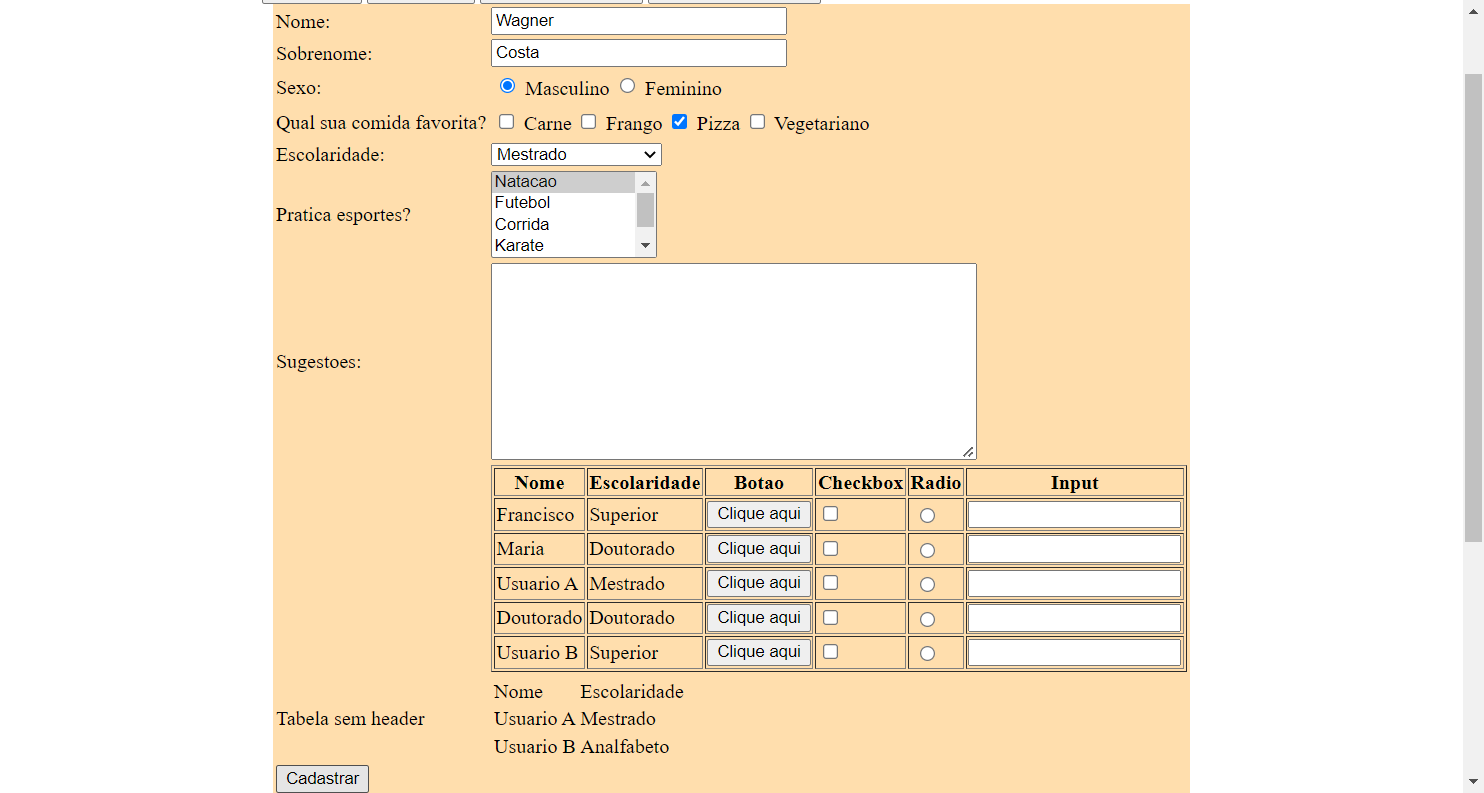 Nome: Wagner
Sobrenome: Costa
Sexo: Masculino Feminino
Qual sua comida favorita? Carne Frango Pizza Vegetariano
Escolaridade: Mestrado
Pratica esportes?
Natacao
Futebol
Corrida
Karate
Sugestoes:
Nome Escolaridade Botao Checkbox Radio Input
Francisco Superior Clique aqui
Maria Doutorado Clique aqui
Usuario A Mestrado Clique aqui
Doutorado Doutorado Clique aqui
Usuario B Superior Clique aqui
Tabela sem header
Nome Escolaridade
Usuario A Mestrado
Usuario B Analfabeto
Cadastrar